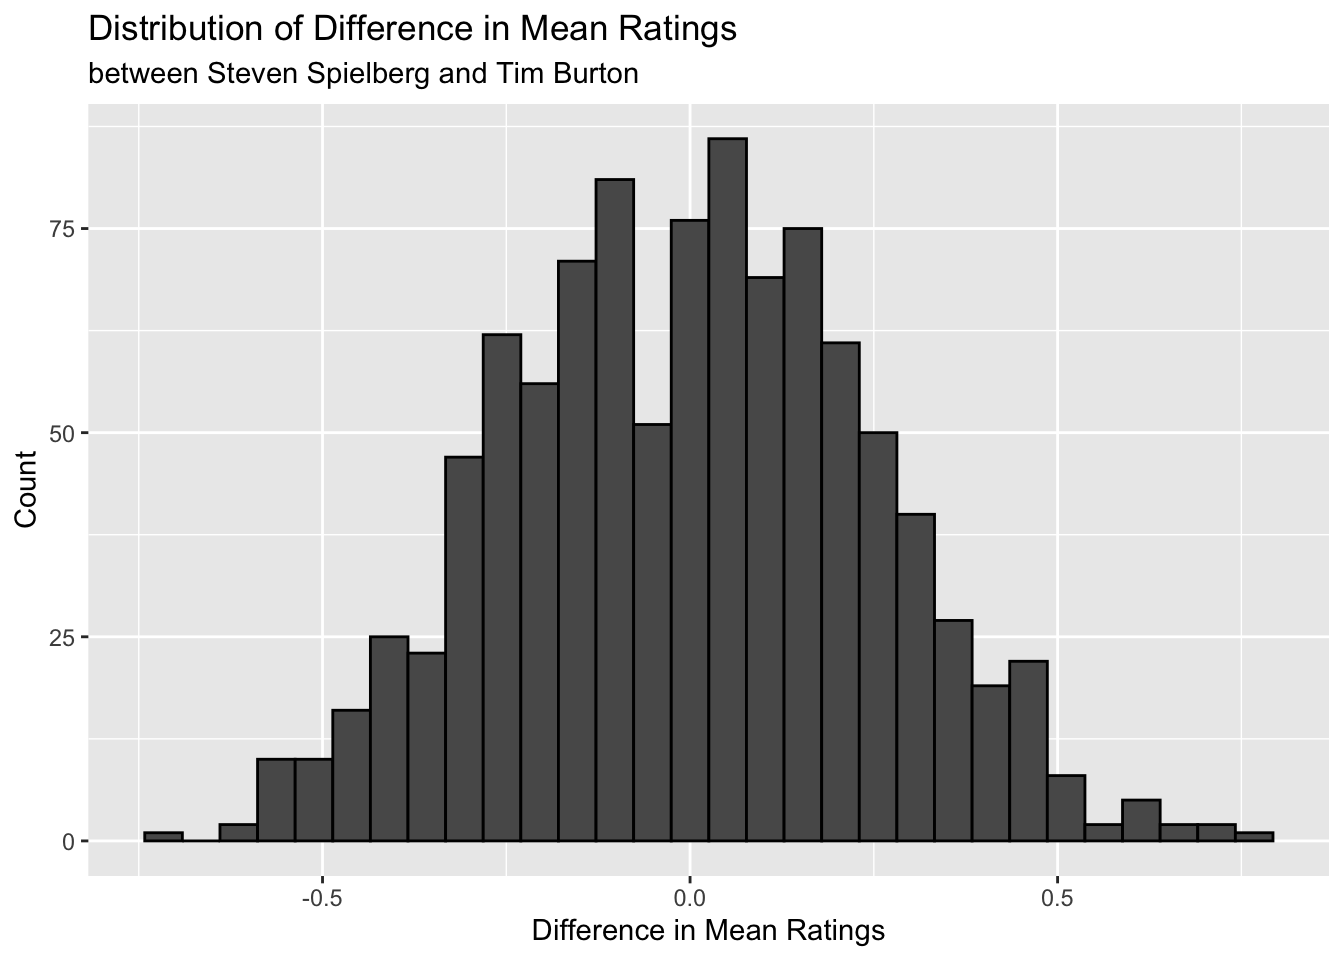 Distribution of Difference in Mean Ratings
between Steven Spielberg and Tim Burton
75
50
25
0
Count
-0.5
0.0
0.5
Difference in Mean Ratings